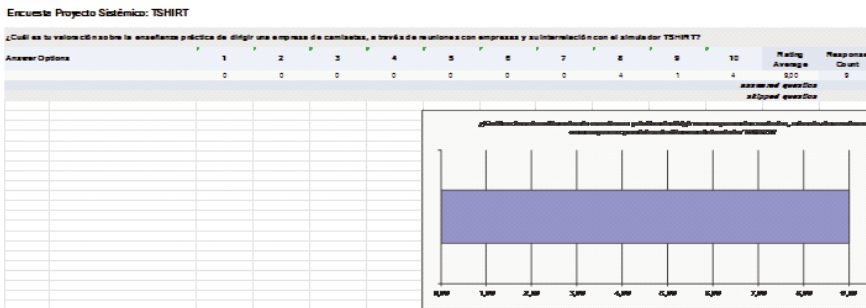 Encuesta Proyecto Sistémico: TSHIRT
¿Cuál es tu valoración sobre la enseñanza práctica de dirigir una empresa de camisetas, a través de reuniones con empresas y su interrelación con el simulador TSHIRT?
Answer Options 1 2 3 4 5 6 7 8 9 10 Rating Average Response Count
0 0 0 0 0 0 0 4 1 4 9,00 9
answered question
skipped question
0,00 1,00 2,00 3,00 4,00 5,00 6,00 7,00 8,00 9,00